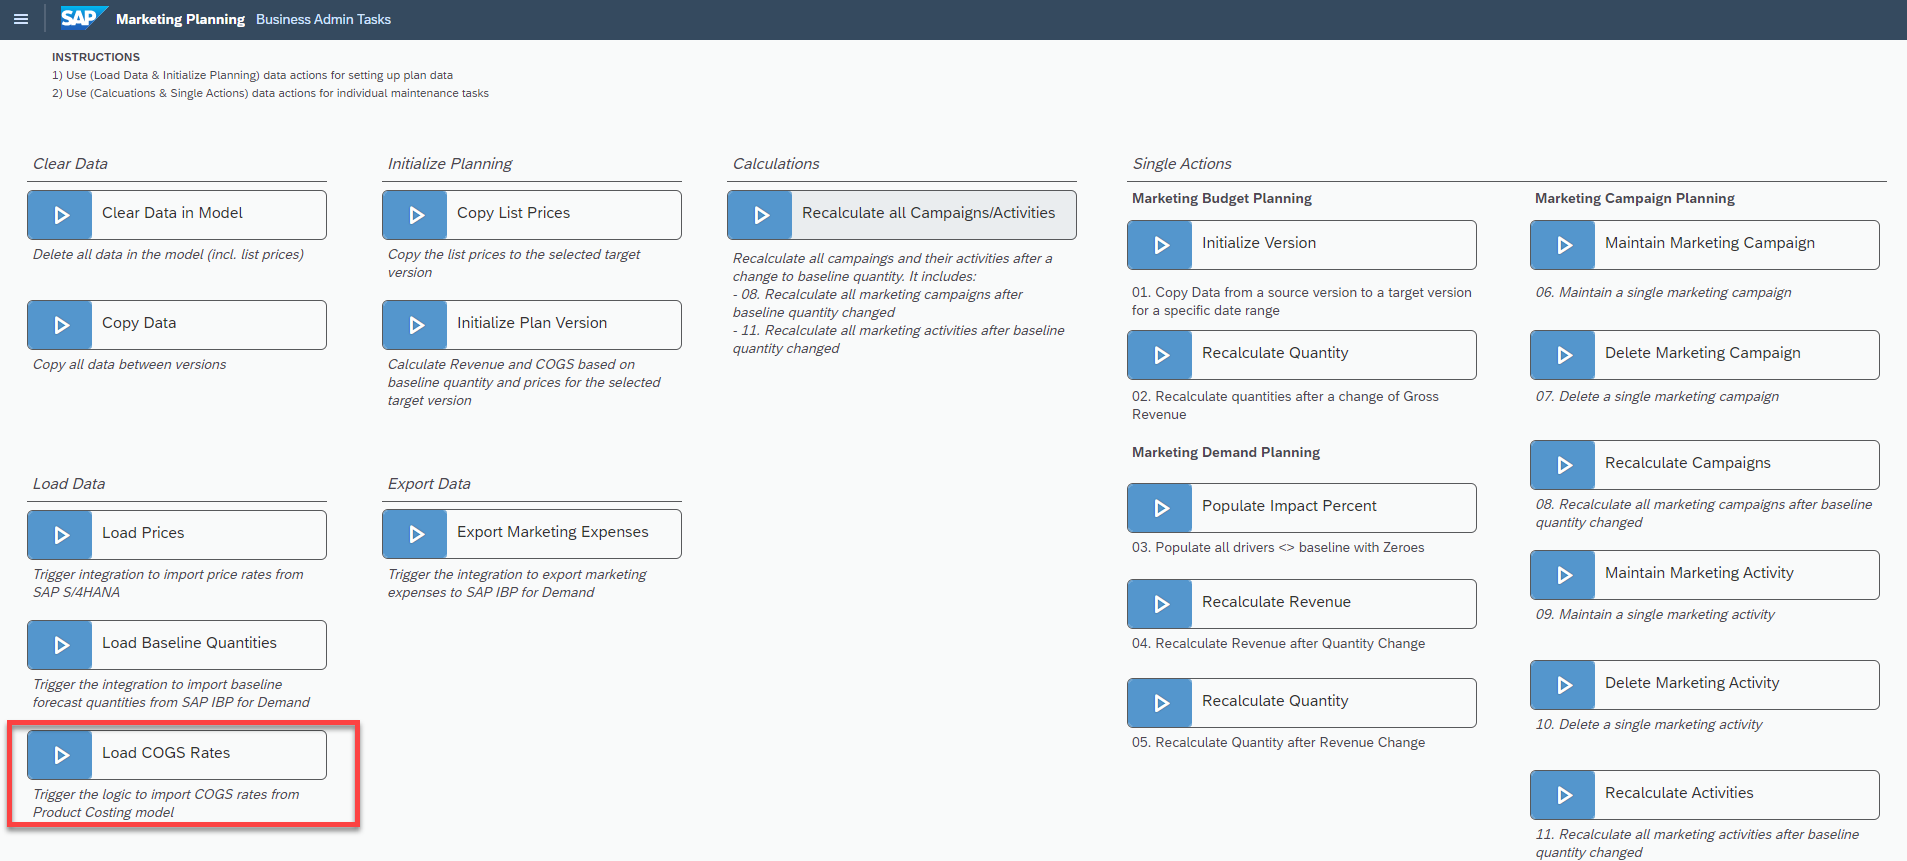 SAP Marketing Planning Business Admin Tasks
INSTRUCTIONS
1) Use (Load Data & Initialize Planning) data actions for setting up plan data
2) Use (Calcuations & Single Actions) data actions for individual maintenance tasks
Clear Data
Clear Data in Model
Delete all data in the model (incl. list prices)
Copy Data
Copy all data between versions
Initialize Planning
Copy List Prices
Copy the list prices to the selected target
version
Initialize Plan Version
Calculate Revenue and COGS based on
baseline quantity and prices for the selected
target version
Calculations
Recalculate all Campaigns/Activities
Recalculate all campaings and their activities after a
change to baseline quantity. It includes:
- 08. Recalculate all marketing campaigns after
baseline quantity changed
- 11. Recalculate all marketing activities after baseline
quantity changed
Load Data
Load Prices
Trigger integration to import price rates from
SAP S/4HANA
Load Baseline Quantities
Trigger the integration to import baseline
forecast quantities from SAP IBP for Demand
Load COGS Rates
Trigger the logic to import COGS rates from
Product Costing model
Export Data
Export Marketing Expenses
Trigger the integration to export marketing
expenses to SAP IBP for Demand
Single Actions
Marketing Budget Planning
Initialize Version
01. Copy Data from a source version to a target version
for a specific date range
Recalculate Quantity
02. Recalculate quantities after a change of Gross
Revenue
Marketing Demand Planning
Populate Impact Percent
03. Populate all drivers <> baseline with Zeroes
Recalculate Revenue
04. Recalculate Revenue after Quantity Change
Recalculate Quantity
05. Recalculate Quantity after Revenue Change
Marketing Campaign Planning
Maintain Marketing Campaign
06. Maintain a single marketing campaign
Delete Marketing Campaign
07. Delete a single marketing campaign
Recalculate Campaigns
08. Recalculate all marketing campaigns after baseline
quantity changed
Maintain Marketing Activity
09. Maintain a single marketing activity
Delete Marketing Activity
10. Delete a single marketing activity
Recalculate Activities
11. Recalculate all marketing activities after baseline
quantity changed